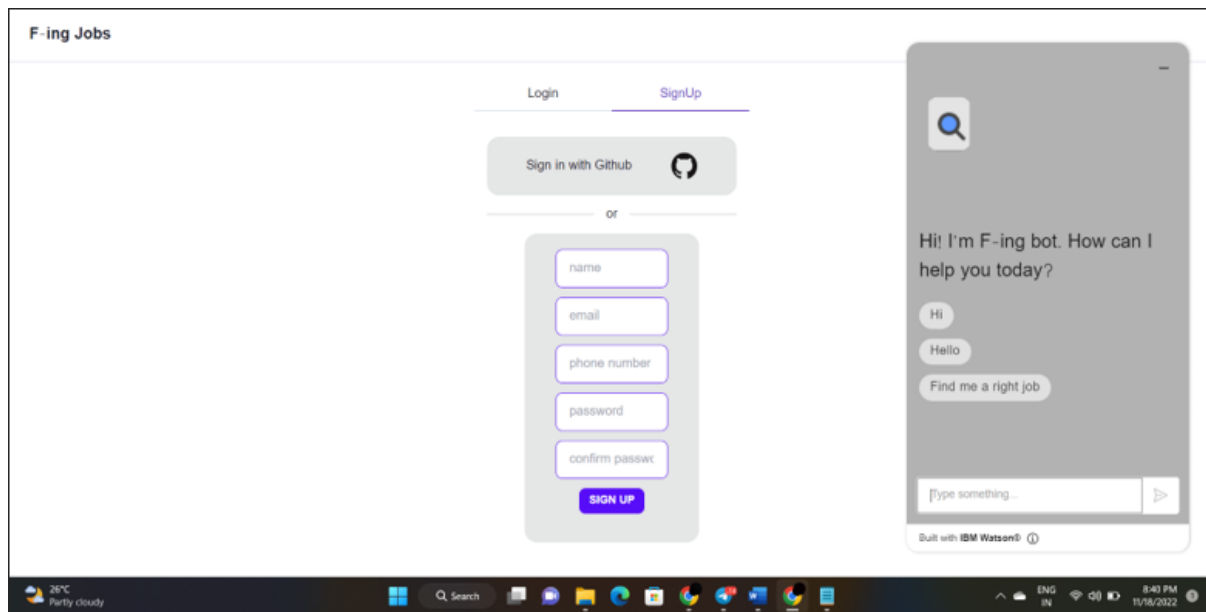 F-ing Jobs
Login
SignUp
Sign in with Github
or
name
email
phone number
password
confirm passwc
SIGN UP
Hi! I'm F-ing bot. How can I
help you today?
Hi
Hello
Find me a right job
Type something...
Built with IBM Watson®
26°C
Partly cloudy
Search
ENG
IN
8:40 PM
11/18/2022